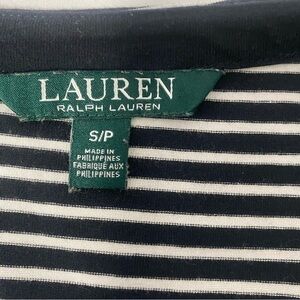 LAUREN
RALPH LAUREN
S/P
MADE IN
PHILIPPINES
FABRIQUÉ AUX
PHILIPPINES